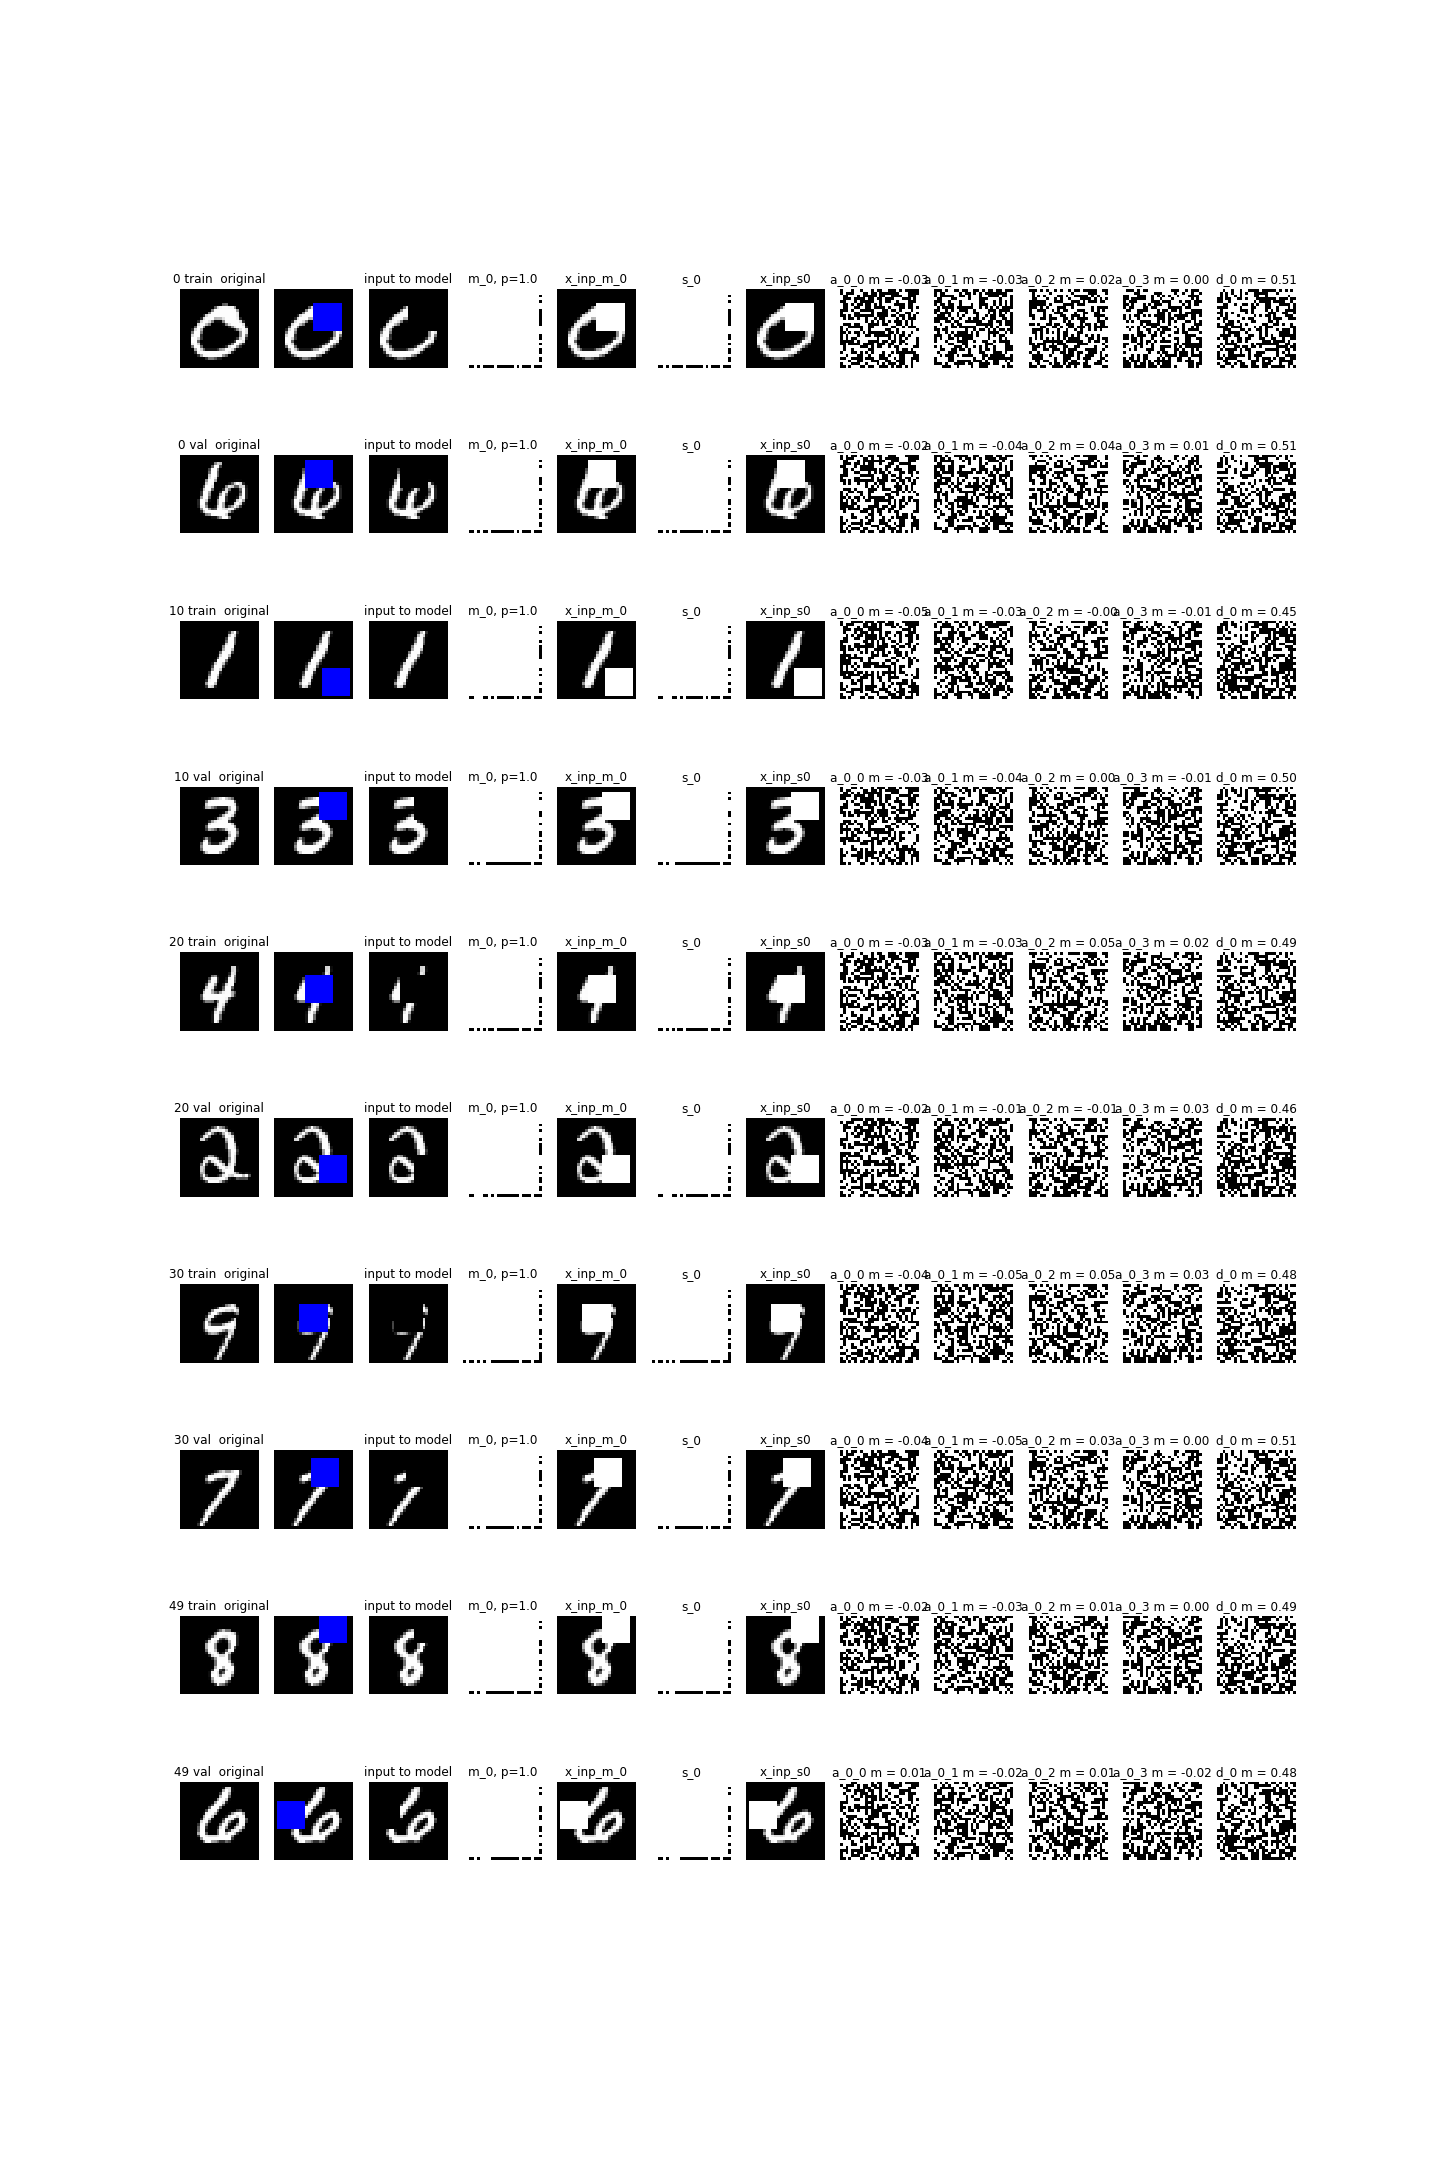 0 train original input to model m_0, p=1.0 x_inp_m_0 s_0 x_inp_s0 a_0_0 m = -0.03 a_0_1 m = -0.03 a_0_2 m = 0.02 a_0_3 m = 0.00 d_0 m = 0.51
0 val original input to model m_0, p=1.0 x_inp_m_0 s_0 x_inp_s0 a_0_0 m = -0.02 a_0_1 m = -0.04 a_0_2 m = 0.04 a_0_3 m = 0.01 d_0 m = 0.51
10 train original input to model m_0, p=1.0 x_inp_m_0 s_0 x_inp_s0 a_0_0 m = -0.05 a_0_1 m = -0.03 a_0_2 m = -0.00 a_0_3 m = -0.01 d_0 m = 0.45
10 val original input to model m_0, p=1.0 x_inp_m_0 s_0 x_inp_s0 a_0_0 m = -0.03 a_0_1 m = -0.04 a_0_2 m = 0.00 a_0_3 m = -0.01 d_0 m = 0.50
20 train original input to model m_0, p=1.0 x_inp_m_0 s_0 x_inp_s0 a_0_0 m = -0.03 a_0_1 m = -0.03 a_0_2 m = 0.05 a_0_3 m = 0.02 d_0 m = 0.49
20 val original input to model m_0, p=1.0 x_inp_m_0 s_0 x_inp_s0 a_0_0 m = -0.02 a_0_1 m = -0.01 a_0_2 m = -0.01 a_0_3 m = 0.03 d_0 m = 0.46
30 train original input to model m_0, p=1.0 x_inp_m_0 s_0 x_inp_s0 a_0_0 m = -0.04 a_0_1 m = -0.05 a_0_2 m = 0.05 a_0_3 m = 0.03 d_0 m = 0.48
30 val original input to model m_0, p=1.0 x_inp_m_0 s_0 x_inp_s0 a_0_0 m = -0.04 a_0_1 m = -0.05 a_0_2 m = 0.03 a_0_3 m = 0.00 d_0 m = 0.51
49 train original input to model m_0, p=1.0 x_inp_m_0 s_0 x_inp_s0 a_0_0 m = -0.02 a_0_1 m = -0.03 a_0_2 m = 0.01 a_0_3 m = 0.00 d_0 m = 0.49
49 val original input to model m_0, p=1.0 x_inp_m_0 s_0 x_inp_s0 a_0_0 m = 0.01 a_0_1 m = -0.02 a_0_2 m = 0.01 a_0_3 m = -0.02 d_0 m = 0.48